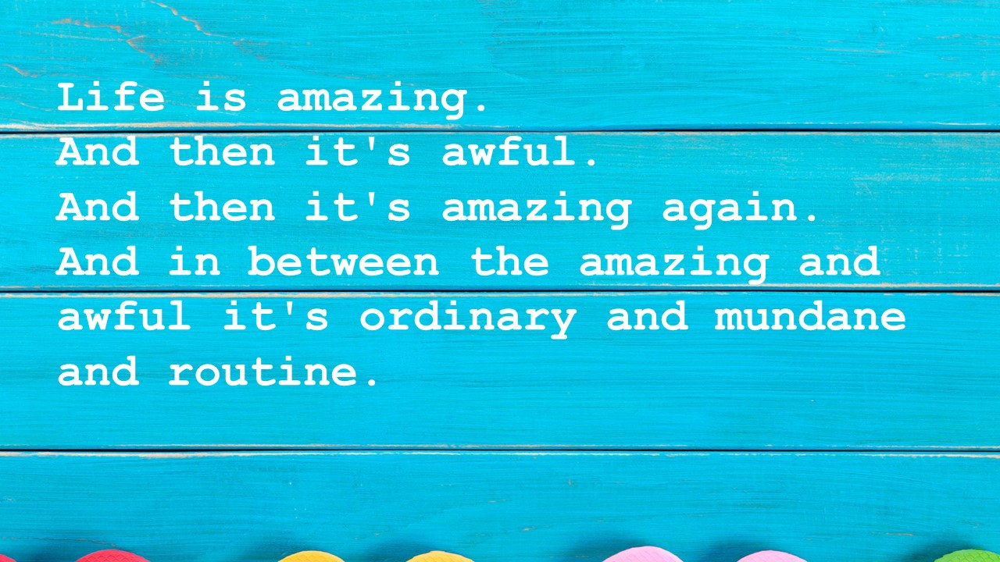 Life is amazing.
And then it's awful.
And then it's amazing again.
And in between the amazing and
awful it's ordinary and mundane
and routine.